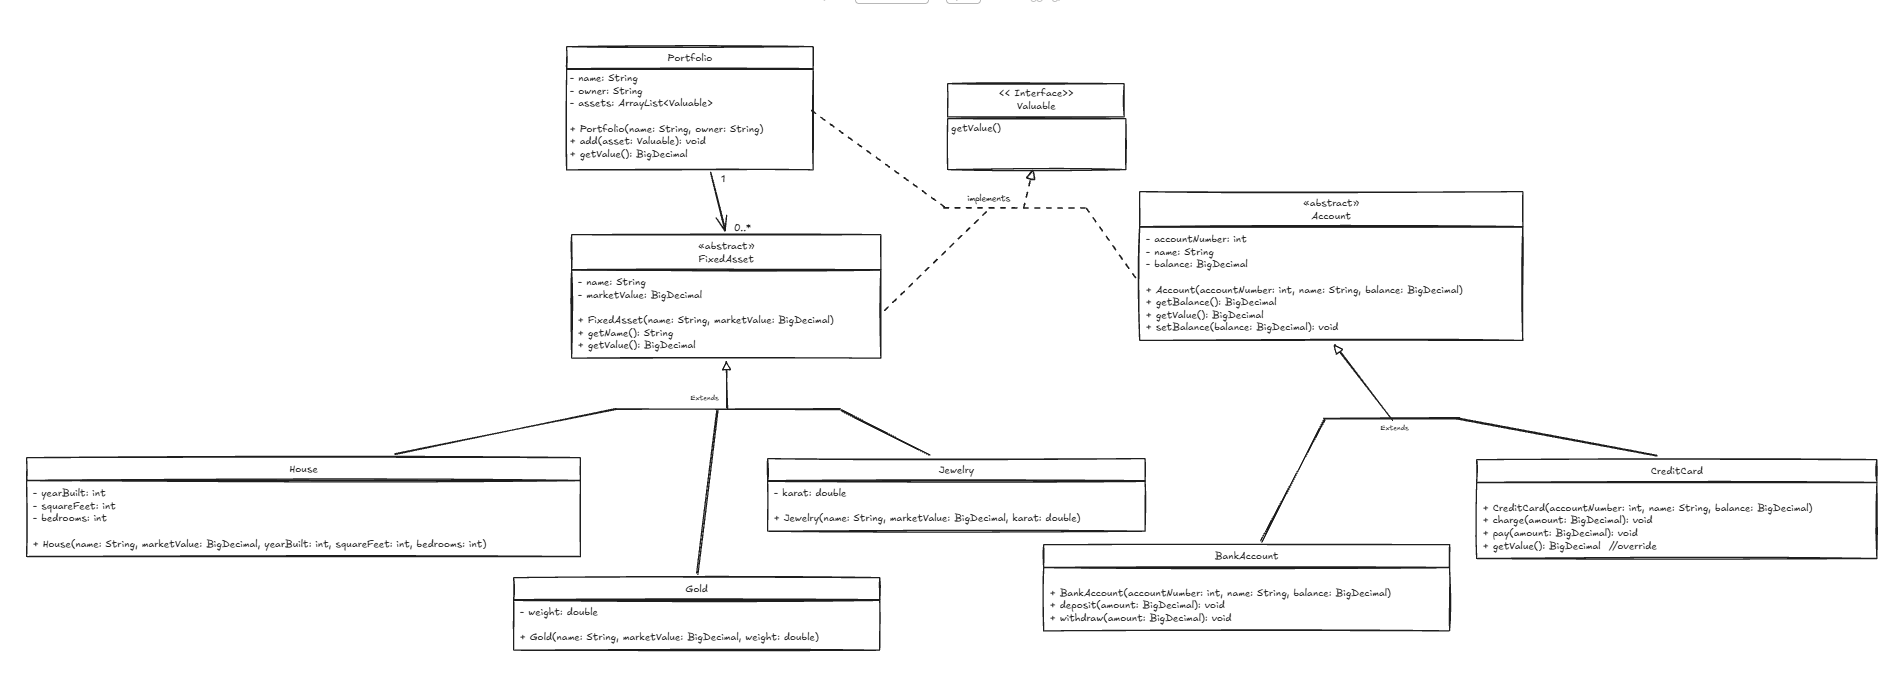 Portfolio
- name: String
- owner: String
- assets: ArrayList<Valuable>
+ Portfolio(name: String, owner: String)
+ add(asset: Valuable): void
+ getValue(): BigDecimal
<< Interface>>
Valuable
getValue()
1
0..*
implements
«abstract»
FixedAsset
- name: String
- marketValue: BigDecimal
+ FixedAsset(name: String, marketValue: BigDecimal)
+ getName(): String
+ getValue(): BigDecimal
«abstract»
Account
- accountNumber: int
- name: String
- balance: BigDecimal
+ Account(accountNumber: int, name: String, balance: BigDecimal)
+ getBalance(): BigDecimal
+ getValue(): BigDecimal
+ setBalance(balance: BigDecimal): void
Extends
Extends
House
- yearBuilt: int
- squareFeet: int
- bedrooms: int
+ House(name: String, marketValue: BigDecimal, yearBuilt: int, squareFeet: int, bedrooms: int)
Jewelry
- karat: double
+ Jewelry(name: String, marketValue: BigDecimal, karat: double)
CreditCard
+ CreditCard(accountNumber: int, name: String, balance: BigDecimal)
+ charge(amount: BigDecimal): void
+ pay(amount: BigDecimal): void
+ getValue(): BigDecimal //override
BankAccount
+ BankAccount(accountNumber: int, name: String, balance: BigDecimal)
+ deposit(amount: BigDecimal): void
+ withdraw(amount: BigDecimal): void
Gold
- weight: double
+ Gold(name: String, marketValue: BigDecimal, weight: double)